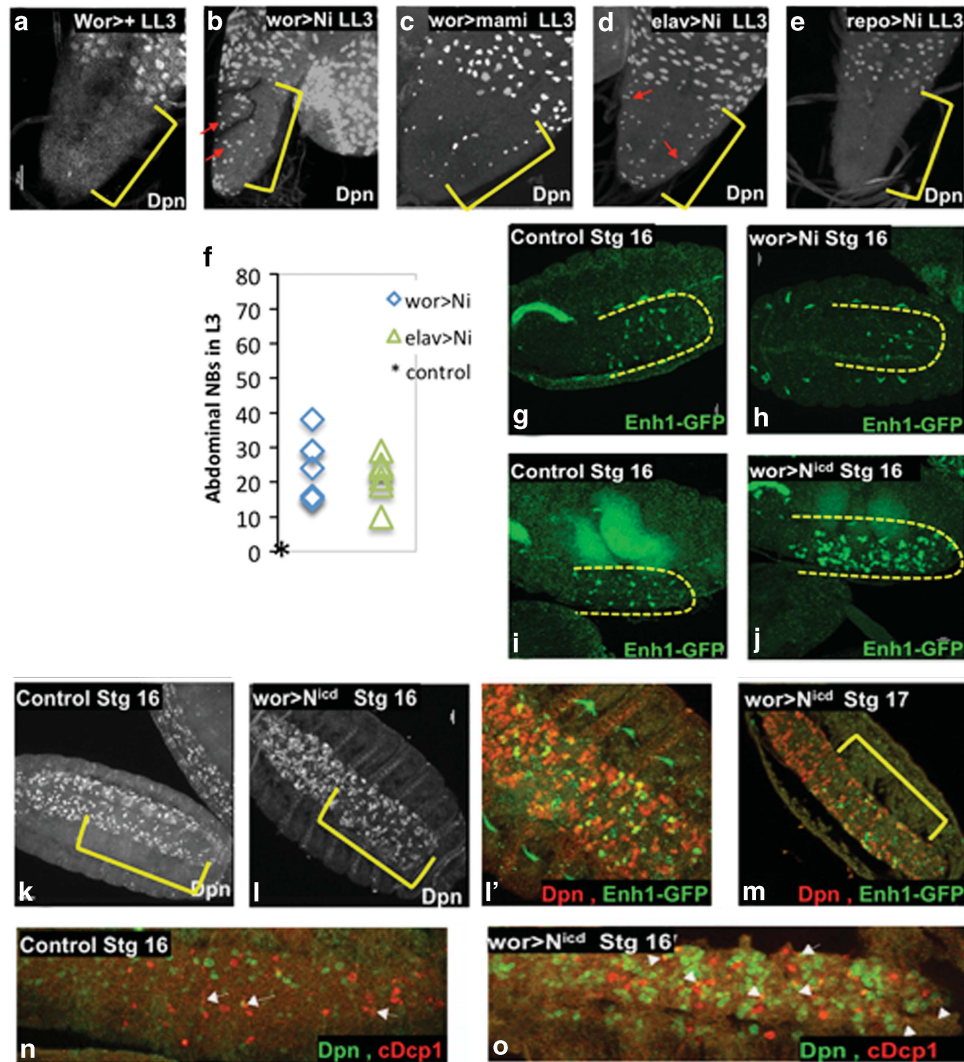 a
Wor>+ LL3
Dpn
b
wor>Ni LL3
Dpn
c
wor>mami LL3
Dpn
d
elav>Ni LL3
Dpn
e
repo>Ni LL3
Dpn
f
Abdominal NBs in L3
80
70
60
50
40
30
20
10
0
*
wor>Ni
elav>Ni
* control
Control Stg 16
g
Enh1-GFP
wor>Ni Stg 16
h
Enh1-GFP
Control Stg 16
i
Enh1-GFP
wor>Nicd Stg 16
j
Enh1-GFP
Control Stg 16
k
Dpn
wor>Nicd Stg 16
l
Dpn
l’
Dpn , Enh1-GFP
wor>Nicd Stg 17
m
Dpn , Enh1-GFP
Control Stg 16
n
Dpn , cDcp1
wor>Nicd Stg 16
o
Dpn , cDcp1